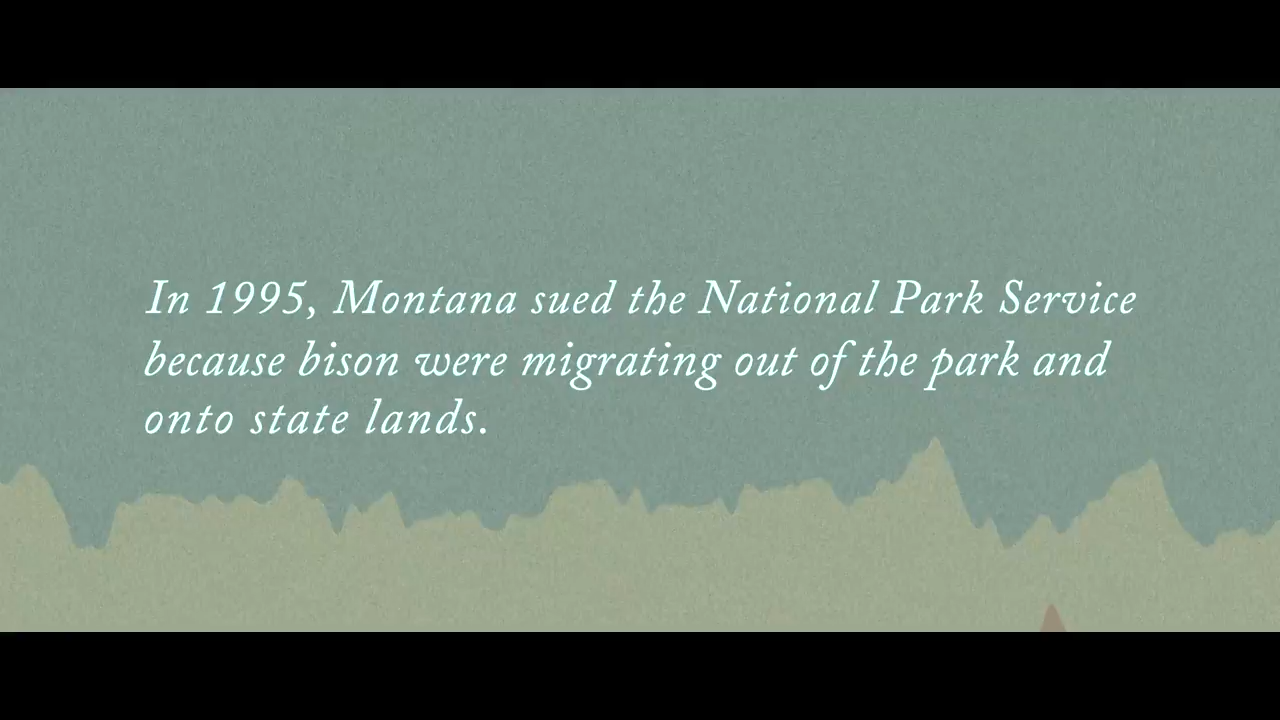 In 1995, Montana sued the National Park Service
because bison were migrating out of the park and
onto state lands.